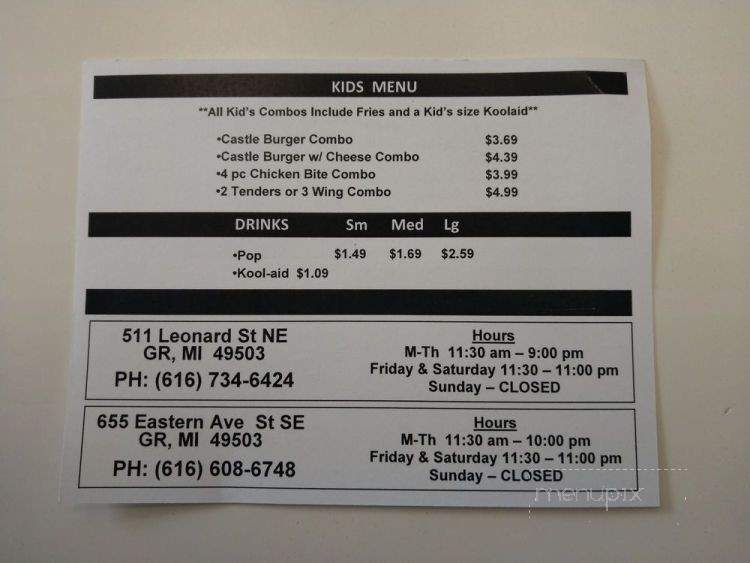 KIDS MENU
**All Kid's Combos Include Fries and a Kid's size Koolaid**
•Castle Burger Combo $3.69
•Castle Burger w/ Cheese Combo $4.39
•4 pc Chicken Bite Combo $3.99
•2 Tenders or 3 Wing Combo $4.99
DRINKS Sm Med Lg
•Pop $1.49 $1.69 $2.59
•Kool-aid $1.09
511 Leonard St NE
GR, MI 49503
PH: (616) 734-6424
Hours
M-Th 11:30 am – 9:00 pm
Friday & Saturday 11:30 – 11:00 pm
Sunday – CLOSED
655 Eastern Ave St SE
GR, MI 49503
PH: (616) 608-6748
Hours
M-Th 11:30 am – 10:00 pm
Friday & Saturday 11:30 – 11:00 pm
Sunday – CLOSED
menupix